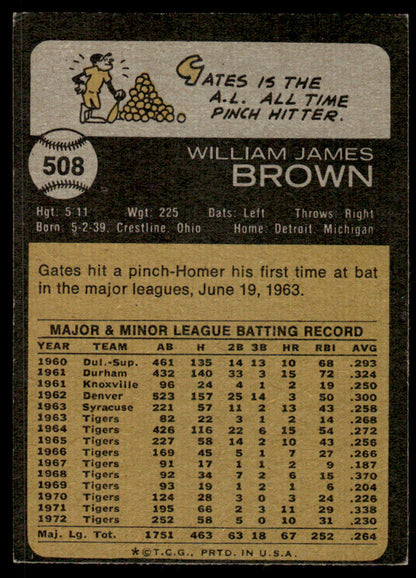 GATES IS THE
A.L. ALL TIME
PINCH HITTER.
508
WILLIAM JAMES
BROWN
Hgt: 5'11 Wgt: 225 Bats: Left Throws: Right
Born: 5-2-39, Crestline, Ohio Home: Detroit, Michigan
Gates hit a pinch-Homer his first time at bat
in the major leagues, June 19, 1963.
MAJOR & MINOR LEAGUE BATTING RECORD
YEAR TEAM AB H 2B 3B HR RBI AVG
1960 Dul.-Sup. 461 135 14 13 10 68 .293
1961 Durham 432 140 33 3 15 72 .324
1961 Knoxville 96 24 4 1 2 19 .250
1962 Denver 523 157 25 14 3 50 .300
1963 Syracuse 221 57 11 2 13 43 .258
1963 Tigers 82 22 3 1 2 14 .268
1964 Tigers 426 116 22 6 15 54 .272
1965 Tigers 227 58 14 2 10 43 .256
1966 Tigers 169 45 5 1 7 27 .266
1967 Tigers 91 17 1 1 2 9 .187
1968 Tigers 92 34 7 2 6 15 .370
1969 Tigers 93 19 1 2 1 6 .204
1970 Tigers 124 28 3 0 3 24 .226
1971 Tigers 195 66 2 3 11 29 .338
1972 Tigers 252 58 5 0 10 31 .230
Maj. Lg. Tot. 1751 463 63 18 67 252 .264
*©T.C.G., PRTD. IN U.S.A.